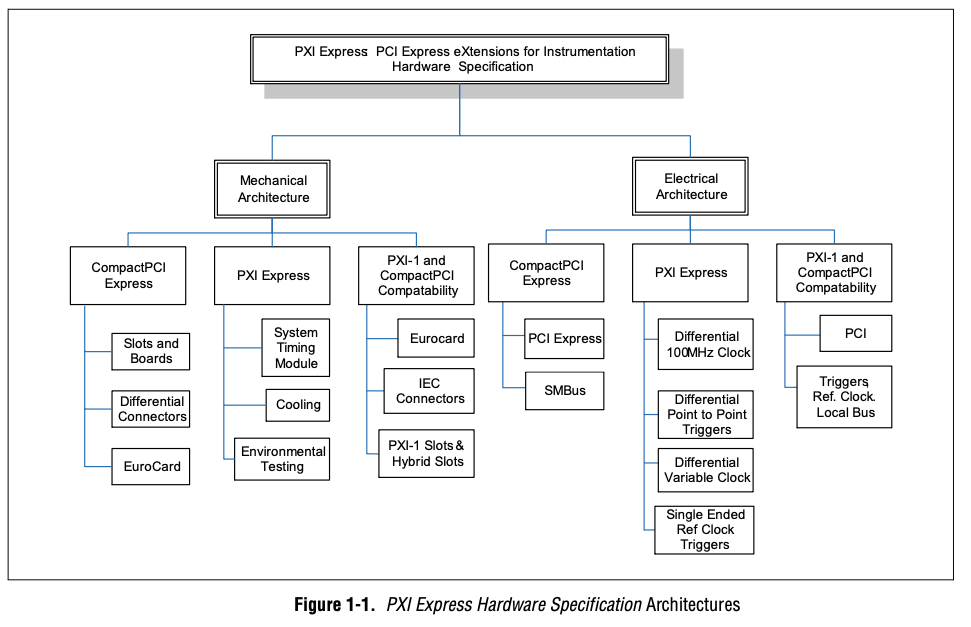 PXI Express: PCI Express eXtensions for Instrumentation
Hardware Specification
Mechanical
Architecture
Electrical
Architecture
CompactPCI
Express
PXI Express
PXI-1 and
CompactPCI
Compatability
CompactPCI
Express
PXI Express
PXI-1 and
CompactPCI
Compatability
Slots and
Boards
Differential
Connectors
EuroCard
System
Timing
Module
Cooling
Environmental
Testing
Eurocard
IEC
Connectors
PXI-1 Slots &
Hybrid Slots
PCI Express
SMBus
Differential
100MHz Clock
Differential
Point to Point
Triggers
Differential
Variable Clock
Single Ended
Ref Clock
Triggers
PCI
Triggers,
Ref. Clock.
Local Bus
Figure 1-1. PXI Express Hardware Specification Architectures